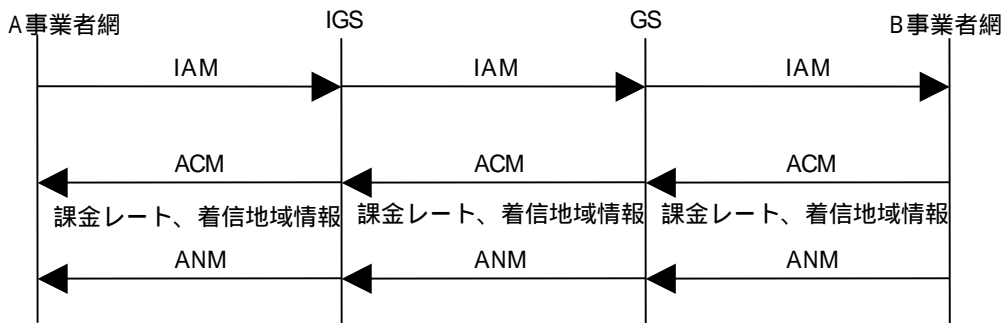 A事業者網 IGS GS B事業者網
IAM IAM IAM
ACM ACM ACM
課金レート、着信地域情報 課金レート、着信地域情報 課金レート、着信地域情報
ANM ANM ANM